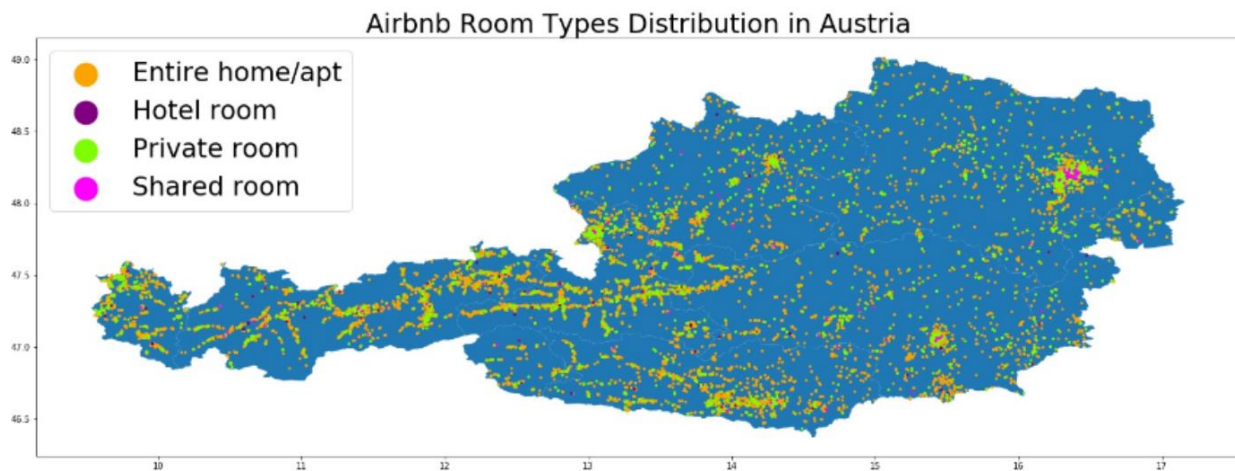 Airbnb Room Types Distribution in Austria
Entire home/apt
Hotel room
Private room
Shared room
49.0
48.5
48.0
47.5
47.0
46.5
10 11 12 13 14 15 16 17